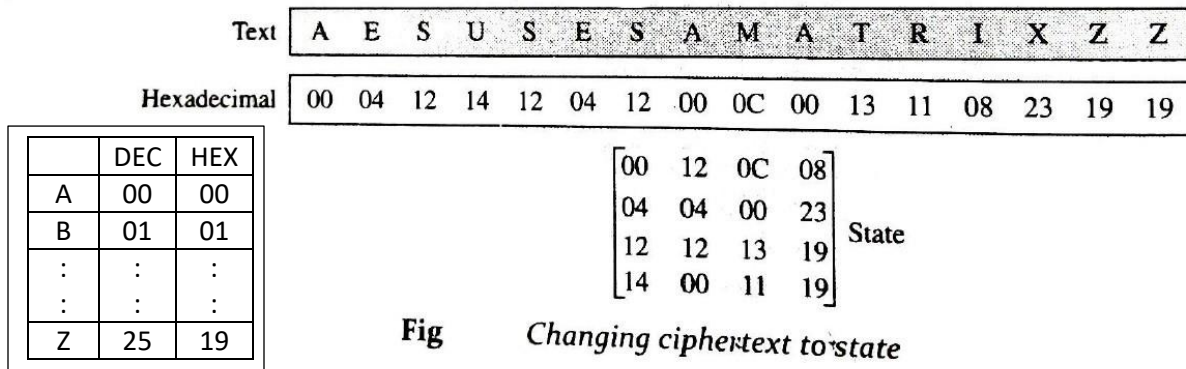 Text A E S U S E S A M A T R I X Z Z
Hexadecimal 00 04 12 14 12 04 12 00 0C 00 13 11 08 23 19 19
DEC HEX
A 00 00
B 01 01
: : :
: : :
Z 25 19
00 12 0C 08
04 04 00 23
12 12 13 19
14 00 11 19
State
Fig Changing ciphertext to state